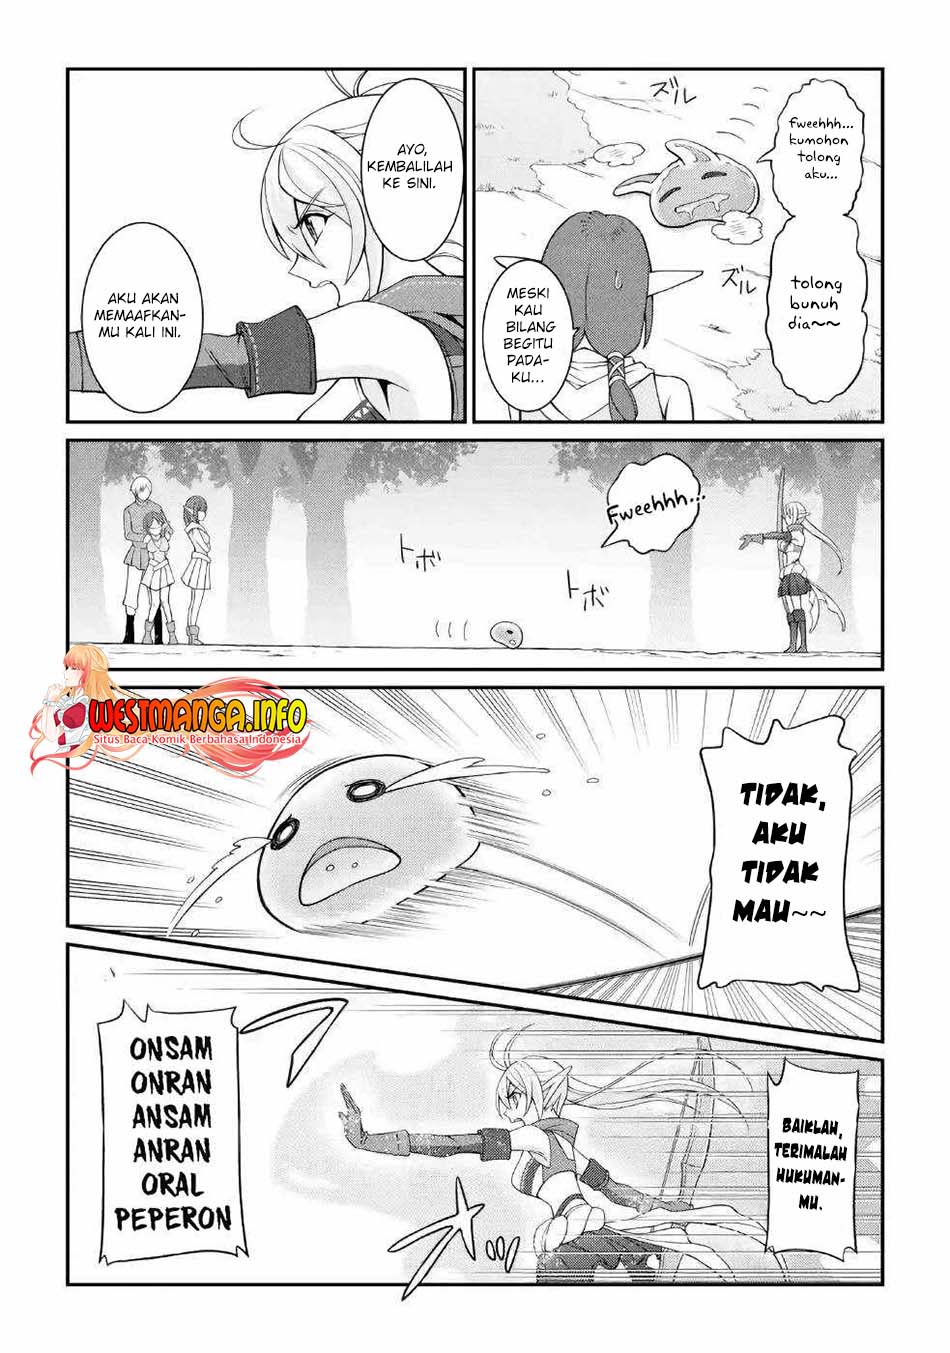 ズル
fweehhh...
kumohon
tolong
aku...
tolong
bunuh
dia~~
ズル
MESKI
KAU
BILANG
BEGITU
PADA-
KU...
AYO,
KEMBALILAH
KE SINI.
AKU AKAN
MEMAAFKAN-
MU KALI INI.
Fweehhh...
トボ
トボ
WESTMANGA.INFO
Situs Baca Komik Berbahasa Indonesia
TIDAK,
AKU
TIDAK
MAU~~
BAIKLAH,
TERIMALAH
HUKUMAN-
MU.
ONSAM
ONRAN
ANSAM
ANRAN
ORAL
PEPERON